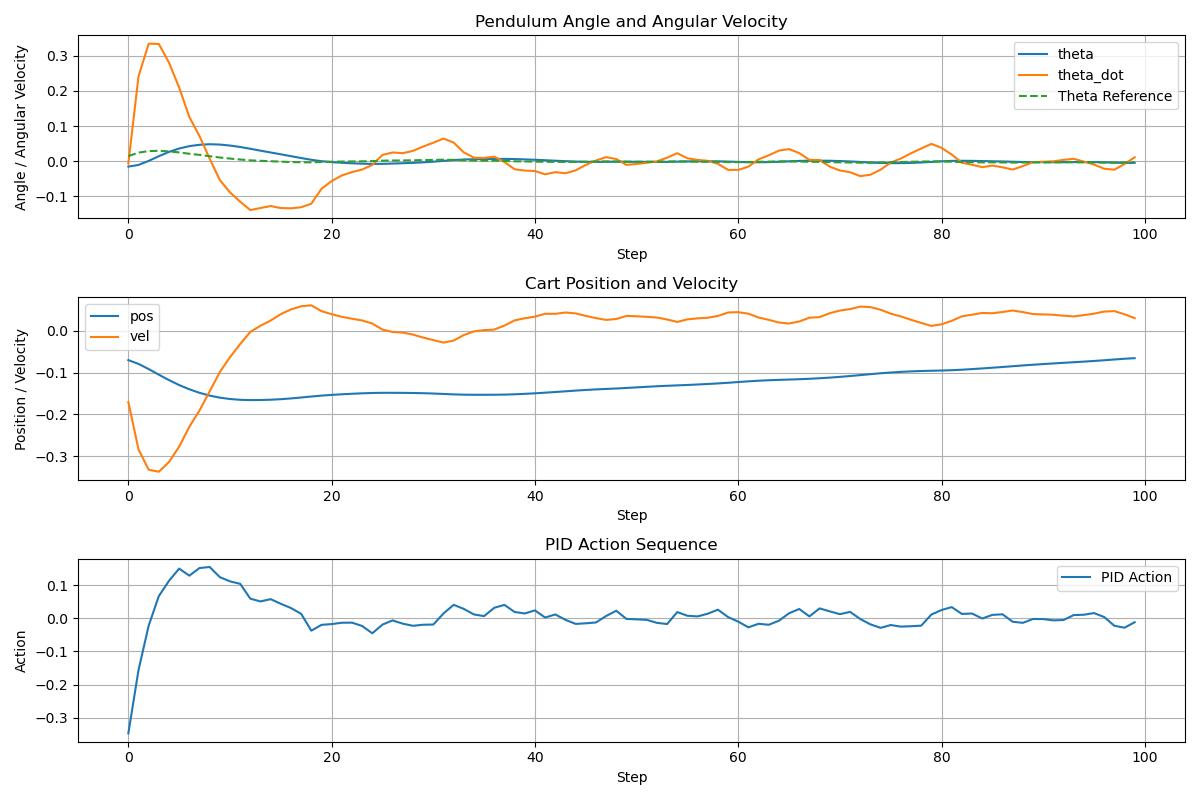 Pendulum Angle and Angular Velocity
Angle / Angular Velocity
0.3
0.2
0.1
0.0
−0.1
theta
theta_dot
Theta Reference
0 20 40 60 80 100
Step
Cart Position and Velocity
Position / Velocity
0.0
−0.1
−0.2
−0.3
pos
vel
0 20 40 60 80 100
Step
PID Action Sequence
Action
0.1
0.0
−0.1
−0.2
−0.3
PID Action
0 20 40 60 80 100
Step